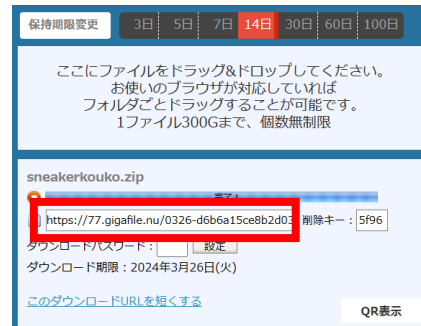 保持期限変更 3日 5日 7日 14日 30日 60日 100日
ここにファイルをドラッグ&ドロップしてください。
お使いのブラウザが対応していれば
フォルダごとドラッグすることが可能です。
1ファイル300Gまで、個数無制限
sneakerkouko.zip
完了!
https://77.gigafile.nu/0326-d6b6a15ce8b2d03 削除キー：5f96
ダウンロードパスワード： 設定
ダウンロード期限：2024年3月26日(火)
このダウンロードURLを短くする
QR表示